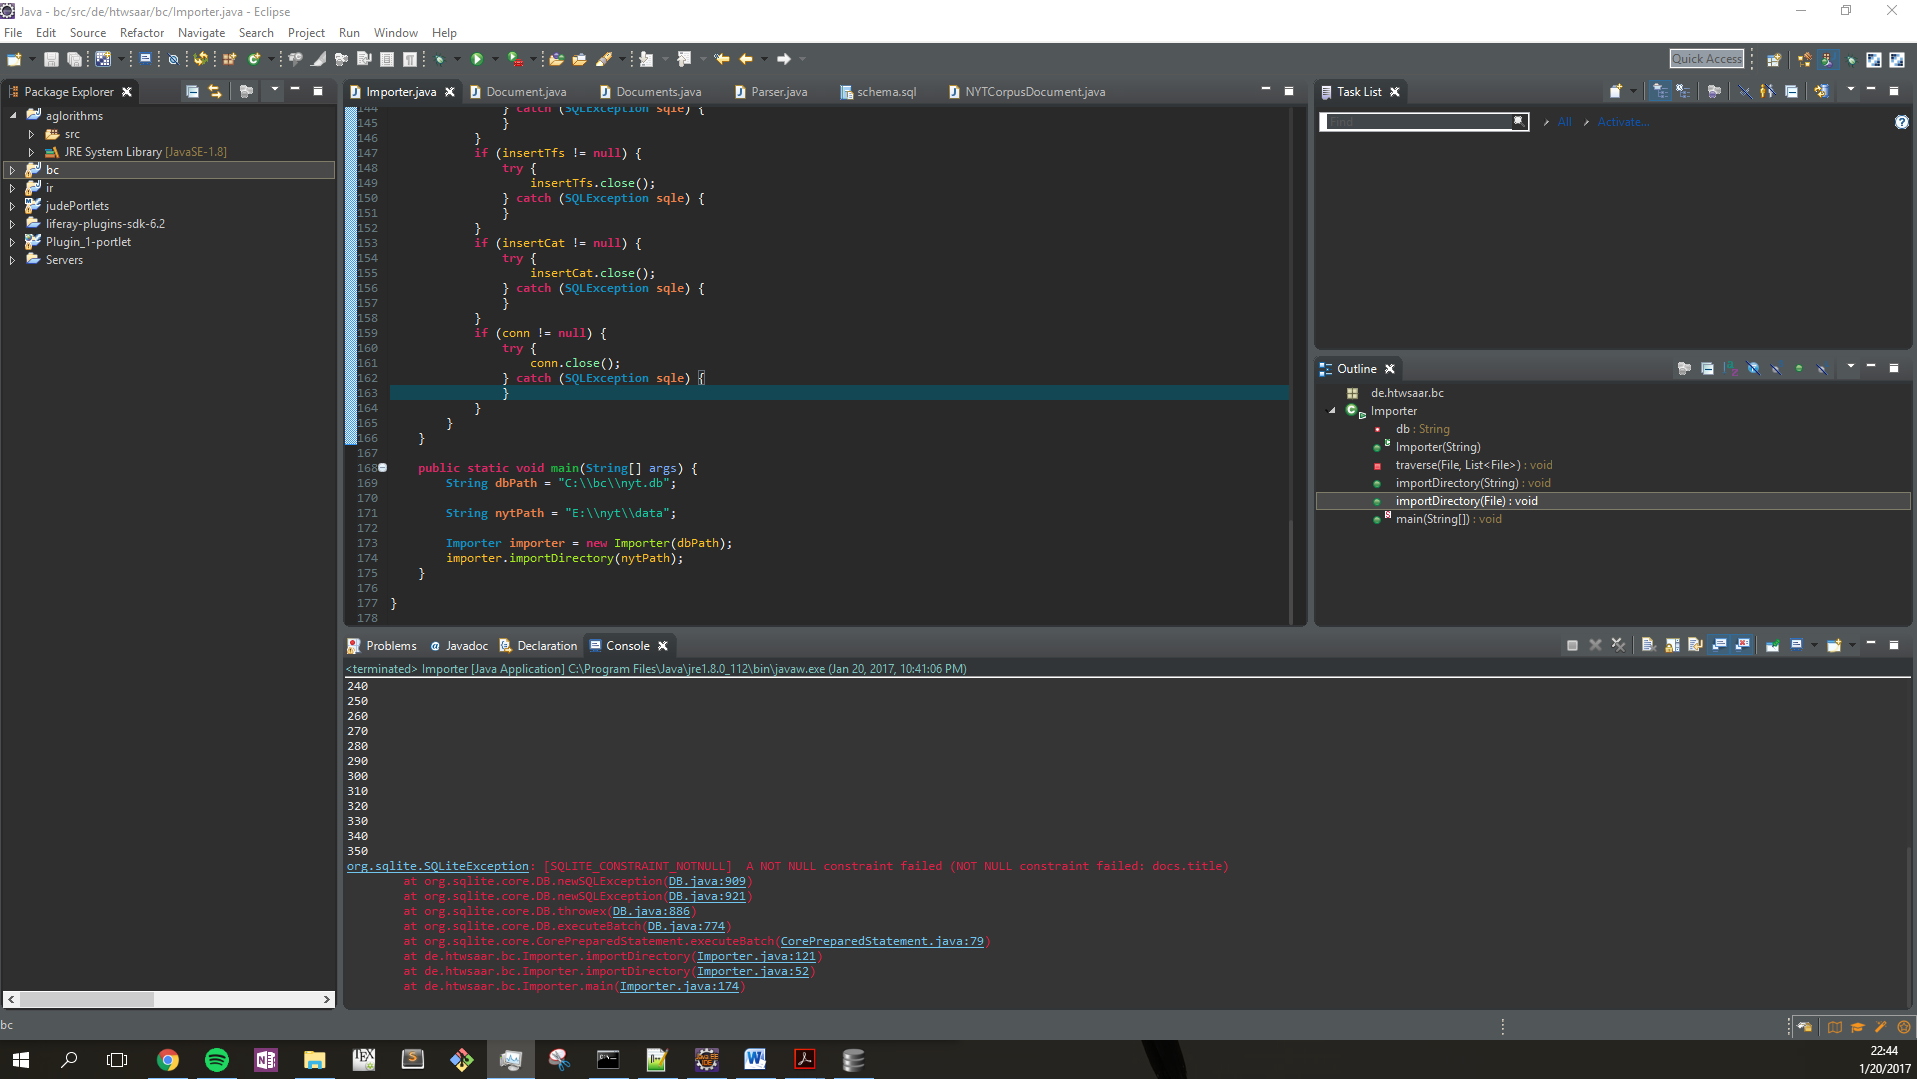 Java - bc/src/de/htwsaar/bc/Importer.java - Eclipse
File Edit Source Refactor Navigate Search Project Run Window Help
Quick Access
Package Explorer
aglorithms
src
JRE System Library [JavaSE-1.8]
bc
ir
judePortlets
liferay-plugins-sdk-6.2
Plugin_1-portlet
Servers
Importer.java Document.java Documents.java Parser.java schema.sql NYTCorpusDocument.java
144 } catch (SQLException sqle) {
145 }
146 }
147 if (insertTfs != null) {
148 try {
149 insertTfs.close();
150 } catch (SQLException sqle) {
151 }
152 }
153 if (insertCat != null) {
154 try {
155 insertCat.close();
156 } catch (SQLException sqle) {
157 }
158 }
159 if (conn != null) {
160 try {
161 conn.close();
162 } catch (SQLException sqle) {
163 }
164 }
165 }
166 }
167
168 public static void main(String[] args) {
169 String dbPath = "C:\\bc\\nyt.db";
170
171 String nytPath = "E:\\nyt\\data";
172
173 Importer importer = new Importer(dbPath);
174 importer.importDirectory(nytPath);
175 }
176
177 }
178
Task List
Find All Activate...
Outline
de.htwsaar.bc
Importer
db : String
Importer(String)
traverse(File, List<File>) : void
importDirectory(String) : void
importDirectory(File) : void
main(String[]) : void
Problems @ Javadoc Declaration Console
<terminated> Importer [Java Application] C:\Program Files\Java\jre1.8.0_112\bin\javaw.exe (Jan 20, 2017, 10:41:06 PM)
240
250
260
270
280
290
300
310
320
330
340
350
org.sqlite.SQLiteException: [SQLITE_CONSTRAINT_NOTNULL]  A NOT NULL constraint failed (NOT NULL constraint failed: docs.title)
at org.sqlite.core.DB.newSQLException(DB.java:909)
at org.sqlite.core.DB.newSQLException(DB.java:921)
at org.sqlite.core.DB.throwex(DB.java:886)
at org.sqlite.core.DB.executeBatch(DB.java:774)
at org.sqlite.core.CorePreparedStatement.executeBatch(CorePreparedStatement.java:79)
at de.htwsaar.bc.Importer.importDirectory(Importer.java:121)
at de.htwsaar.bc.Importer.importDirectory(Importer.java:52)
at de.htwsaar.bc.Importer.main(Importer.java:174)
bc
22:44
1/20/2017